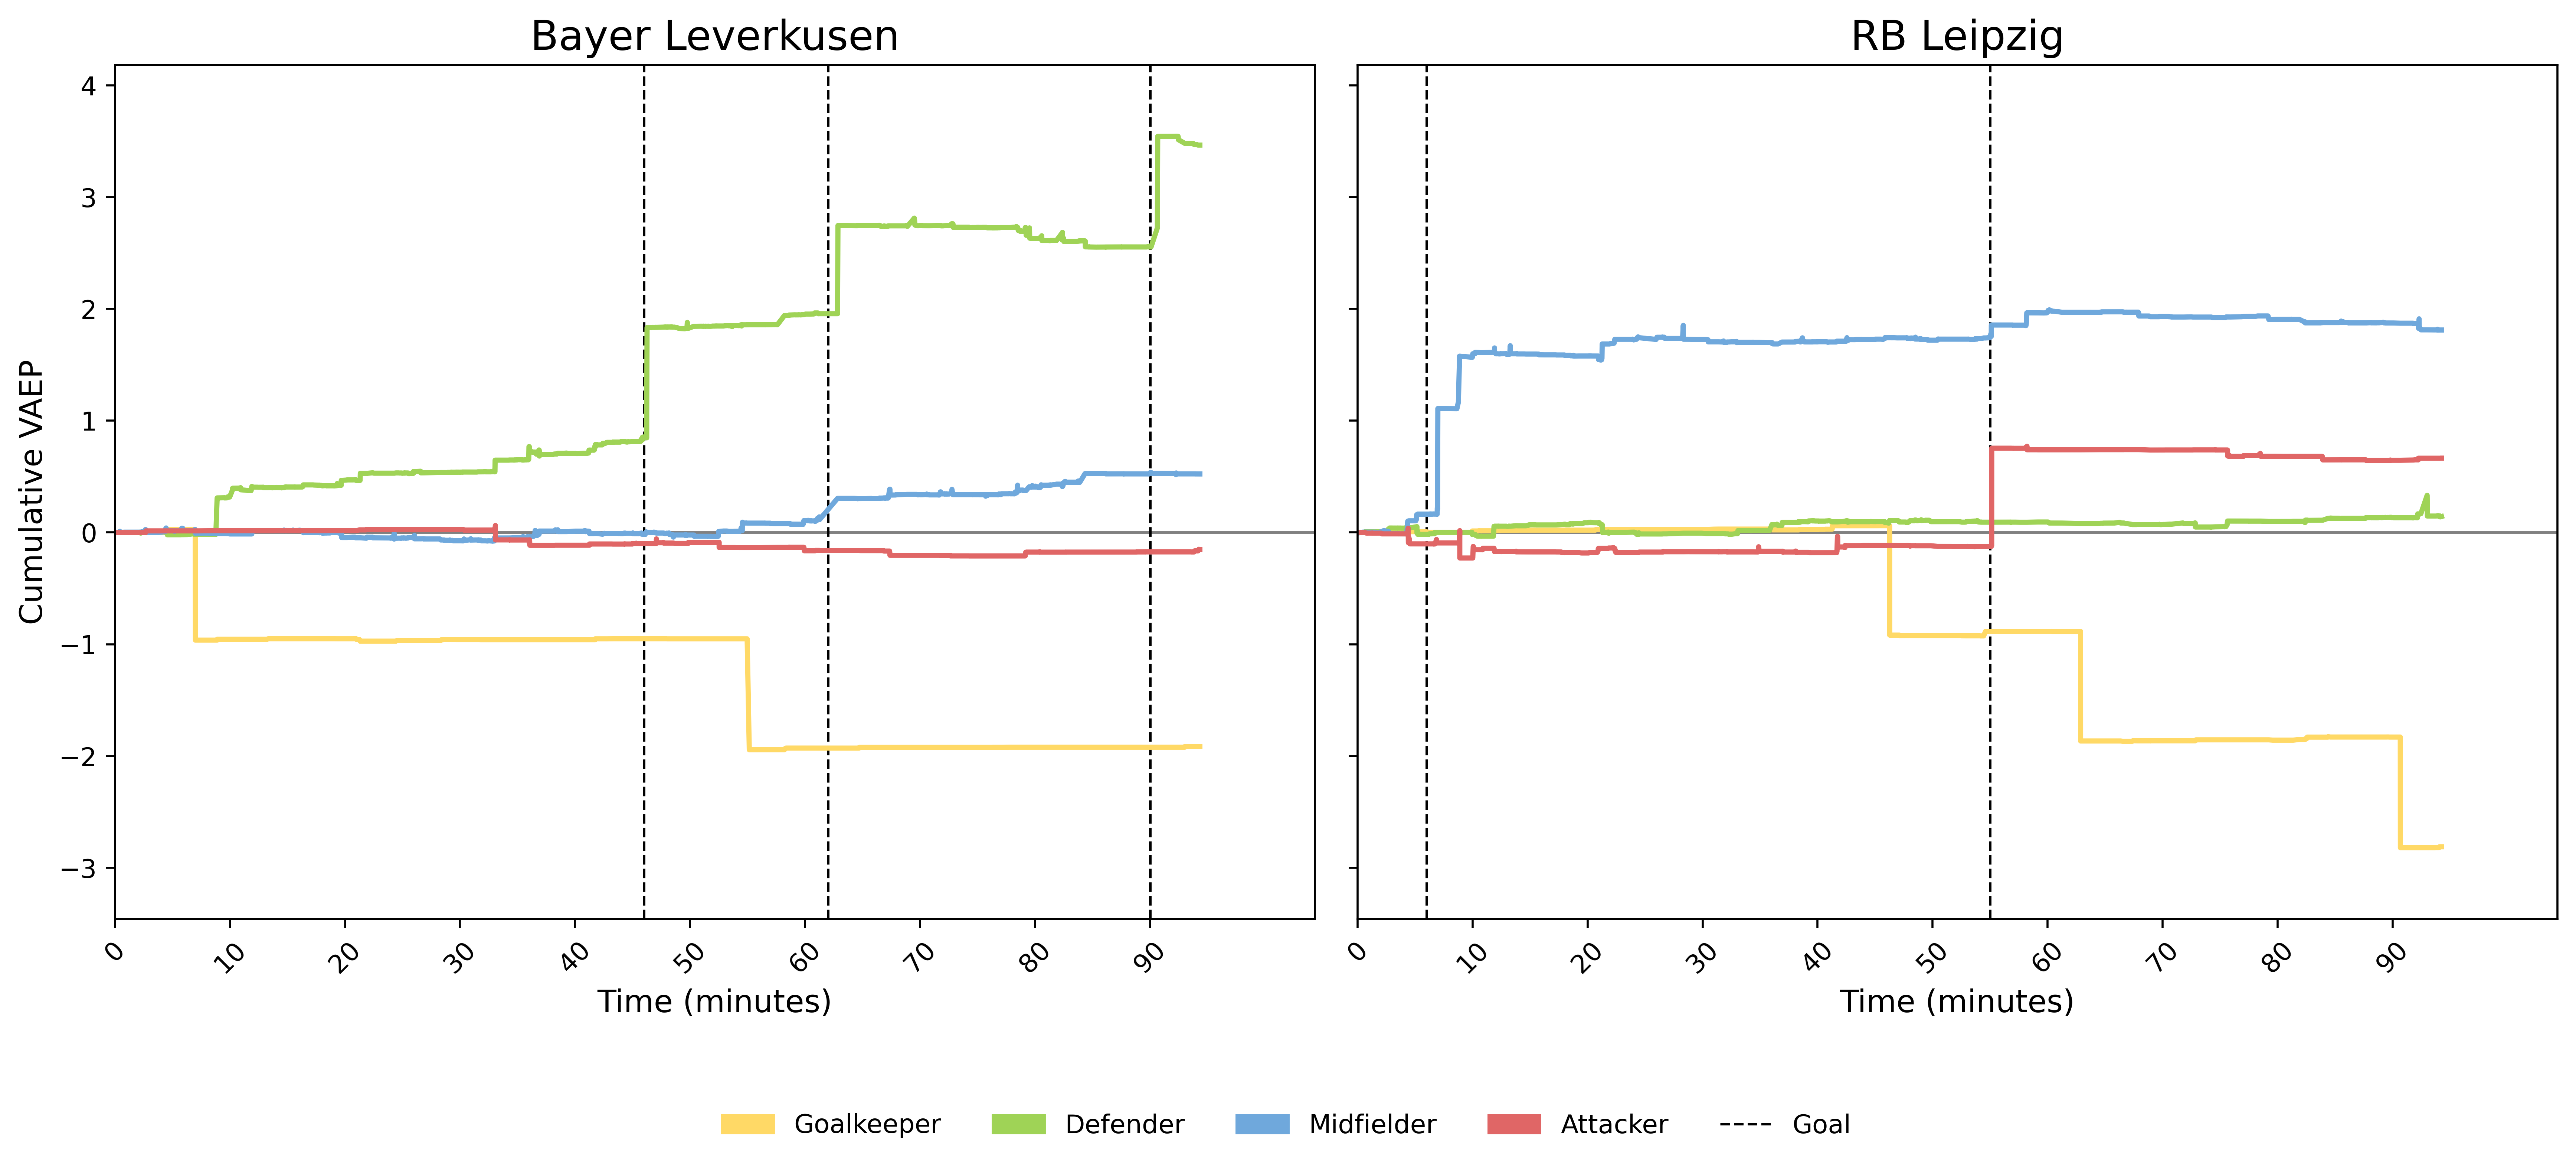 Bayer Leverkusen
RB Leipzig
Cumulative VAEP
4
3
2
1
0
−1
−2
−3
0 10 20 30 40 50 60 70 80 90
0 10 20 30 40 50 60 70 80 90
Time (minutes)
Time (minutes)
Goalkeeper Defender Midfielder Attacker Goal